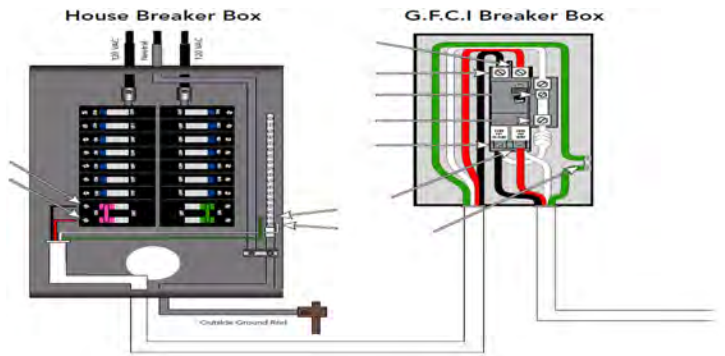 House Breaker Box
G.F.C.I Breaker Box
120 VAC
Neutral
120 VAC
Outside Ground Rod